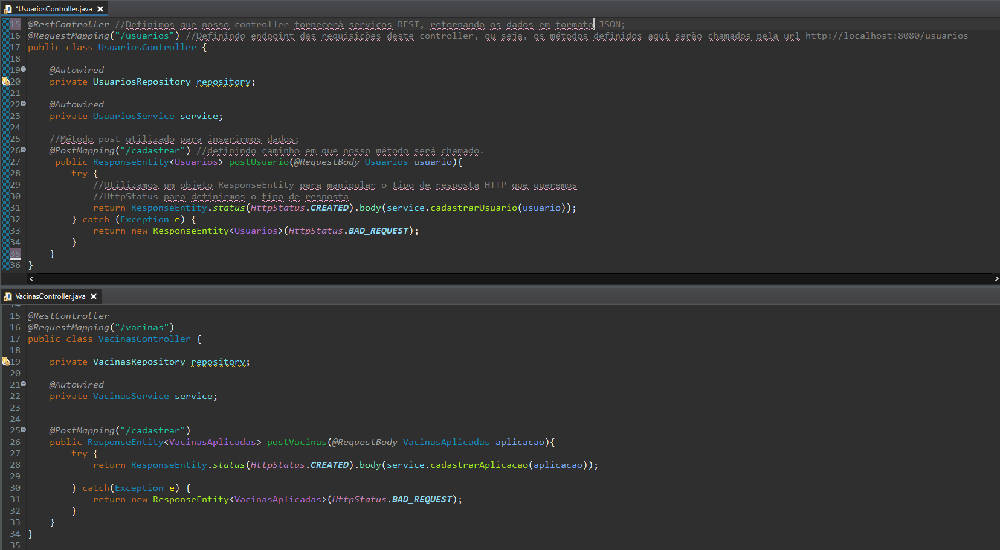 *UsuariosController.java
15 @RestController //Definimos que nosso controller fornecerá serviços REST, retornando os dados em formato JSON;
16 @RequestMapping("/usuarios") //Definindo endpoint das requisições deste controller, ou seja, os métodos definidos aqui serão chamados pela url http://localhost:8080/usuarios
17 public class UsuariosController {
18
19 @Autowired
20 private UsuariosRepository repository;
21
22 @Autowired
23 private UsuariosService service;
24
25 //Método post utilizado para inserirmos dados;
26 @PostMapping("/cadastrar") //definindo caminho em que nosso método será chamado.
27 public ResponseEntity<Usuarios> postUsuario(@RequestBody Usuarios usuario){
28 try {
29 //Utilizamos um objeto ResponseEntity para manipular o tipo de resposta HTTP que queremos
30 //HttpStatus para definirmos o tipo de resposta
31 return ResponseEntity.status(HttpStatus.CREATED).body(service.cadastrarUsuario(usuario));
32 } catch (Exception e) {
33 return new ResponseEntity<Usuarios>(HttpStatus.BAD_REQUEST);
34 }
35 }
36 }
VacinasController.java
14
15 @RestController
16 @RequestMapping("/vacinas")
17 public class VacinasController {
18
19 private VacinasRepository repository;
20
21 @Autowired
22 private VacinasService service;
23
24
25 @PostMapping("/cadastrar")
26 public ResponseEntity<VacinasAplicadas> postVacinas(@RequestBody VacinasAplicadas aplicacao){
27 try {
28 return ResponseEntity.status(HttpStatus.CREATED).body(service.cadastrarAplicacao(aplicacao));
29
30 } catch(Exception e) {
31 return new ResponseEntity<VacinasAplicadas>(HttpStatus.BAD_REQUEST);
32 }
33 }
34 }
35